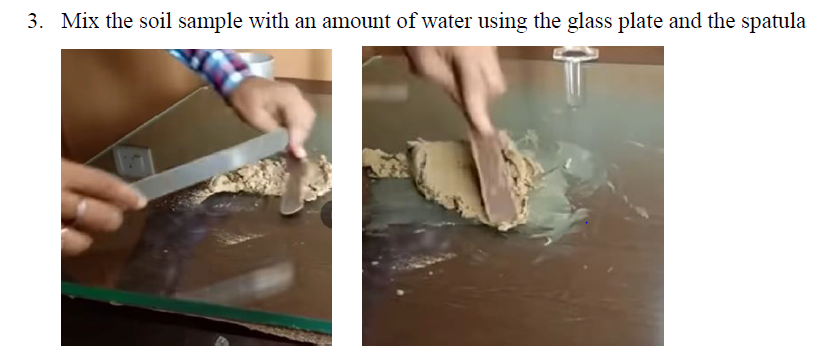 3. Mix the soil sample with an amount of water using the glass plate and the spatula